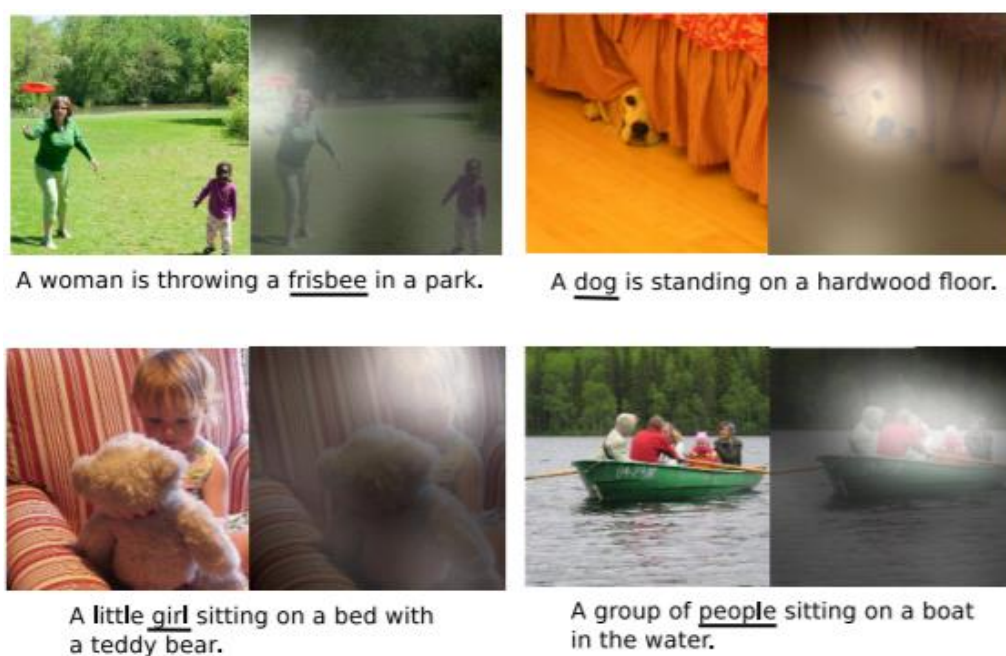 A woman is throwing a frisbee in a park.
A dog is standing on a hardwood floor.
A little girl sitting on a bed with
a teddy bear.
A group of people sitting on a boat
in the water.